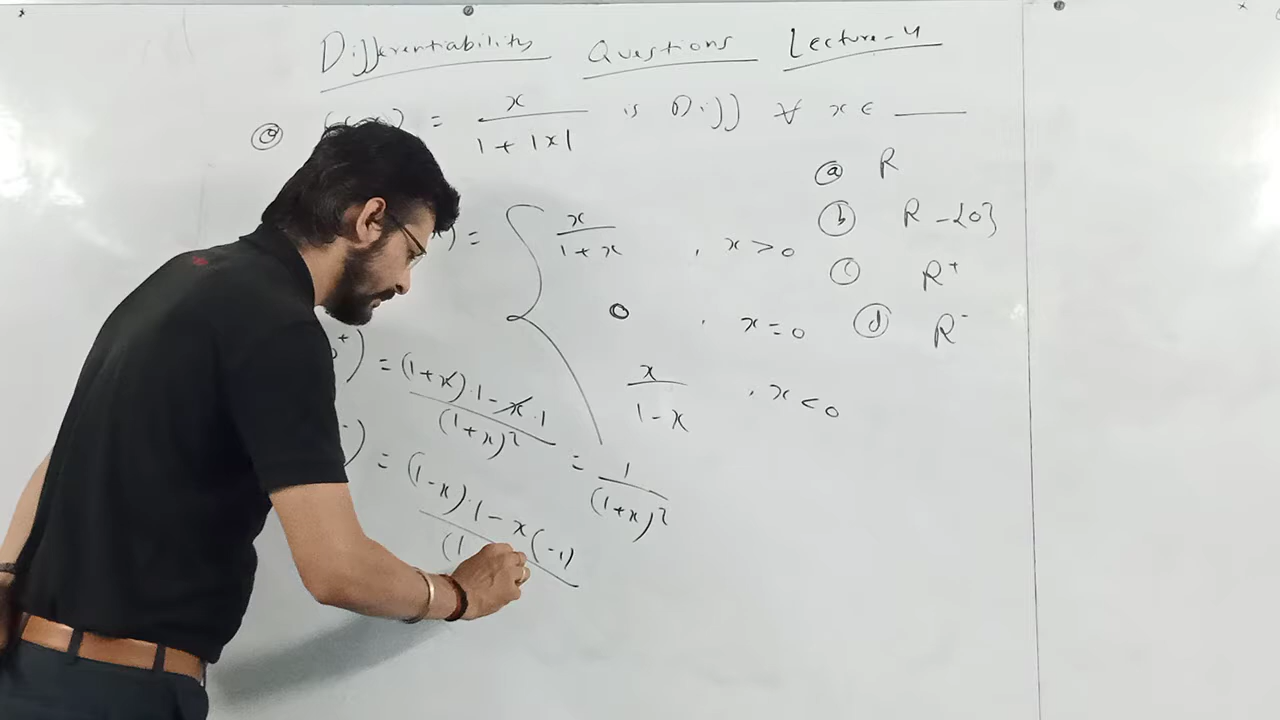 Differentiability Questions Lecture-4
Q) = x / 1 + |x| is Diff ∀ x ∈ ____
(a) R
(b) R - {0}
(c) R⁺
(d) R⁻
) = { x / 1 + x , x > 0
0 , x = 0
x / 1 - x , x < 0
⁺) = (1+x)·1 - x·1 / (1+x)² = 1 / (1+x)²
⁻) = (1-x)·1 - x(-1) / (1